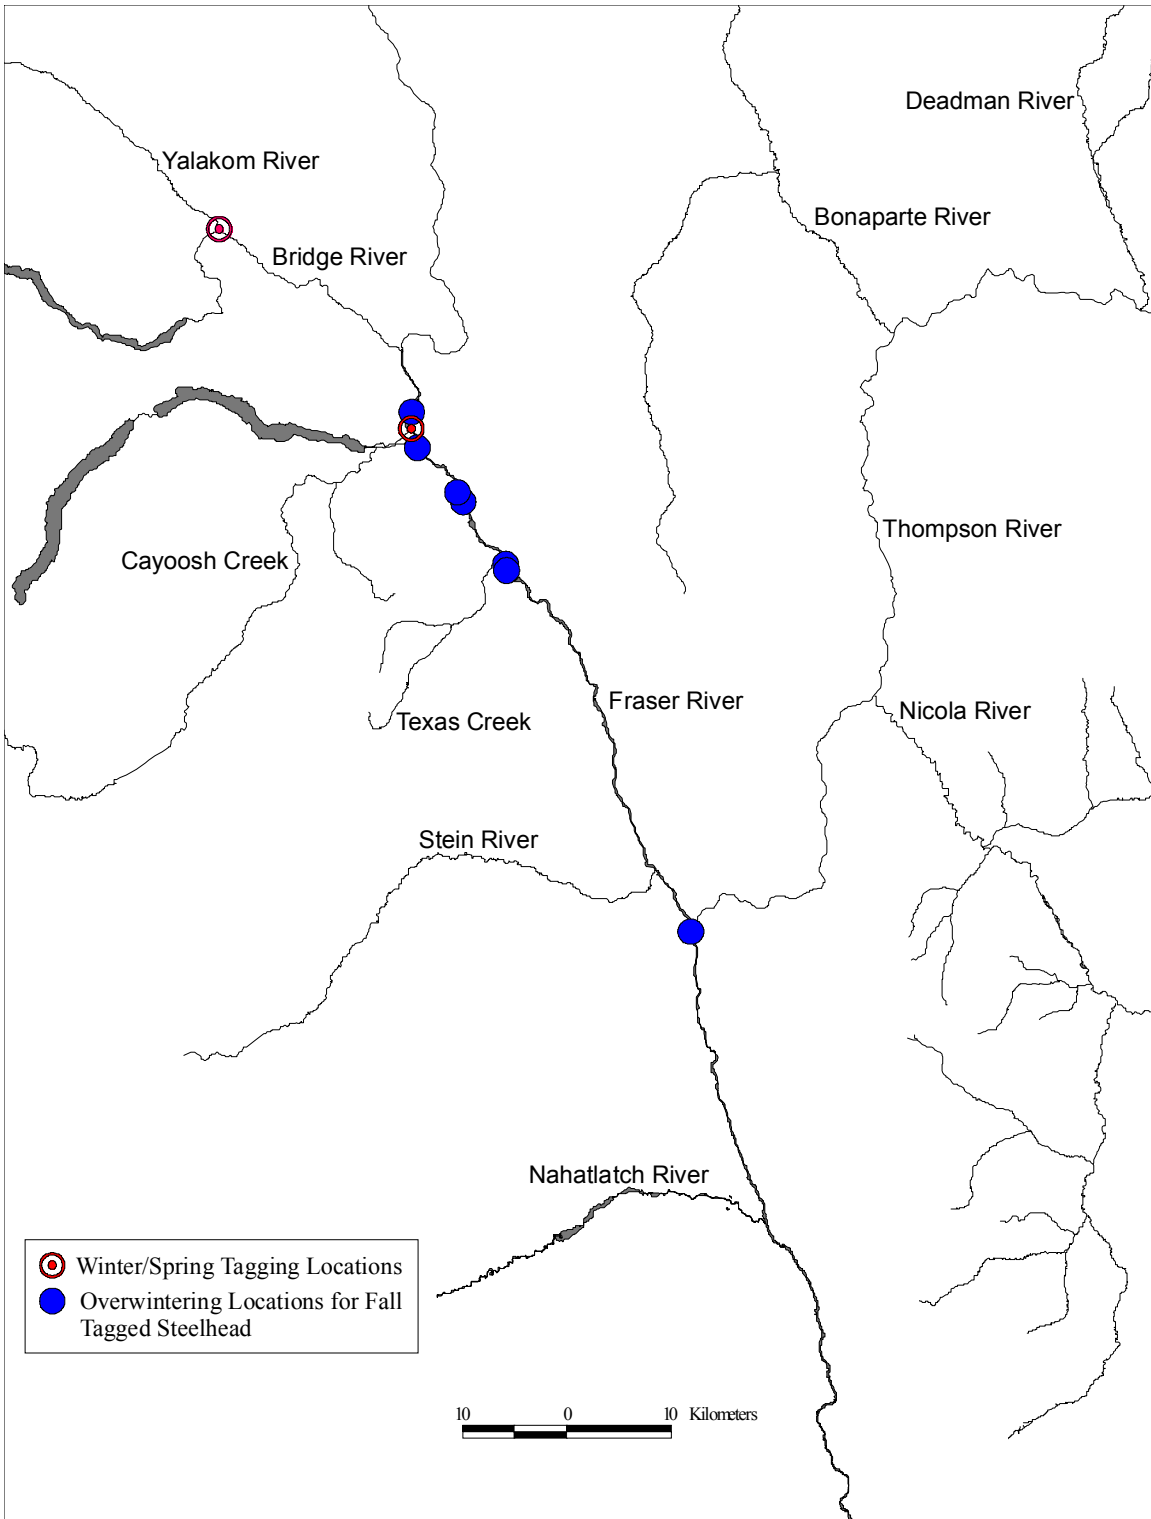 Deadman River
Yalakom River
Bonaparte River
Bridge River
Thompson River
Cayoosh Creek
Fraser River
Nicola River
Texas Creek
Stein River
Nahatlatch River
Winter/Spring Tagging Locations
Overwintering Locations for Fall
Tagged Steelhead
10 0 10 Kilometers